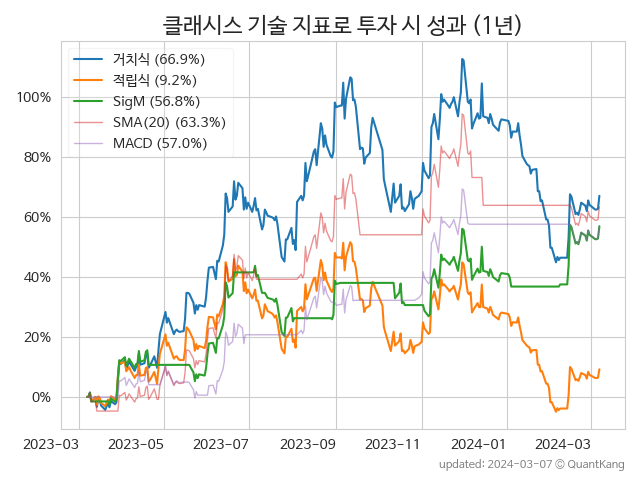 클래시스 기술 지표로 투자 시 성과 (1년)
거치식 (66.9%)
적립식 (9.2%)
SigM (56.8%)
SMA(20) (63.3%)
MACD (57.0%)
100%
80%
60%
40%
20%
0%
2023-03 2023-05 2023-07 2023-09 2023-11 2024-01 2024-03
updated: 2024-03-07 © QuantKang